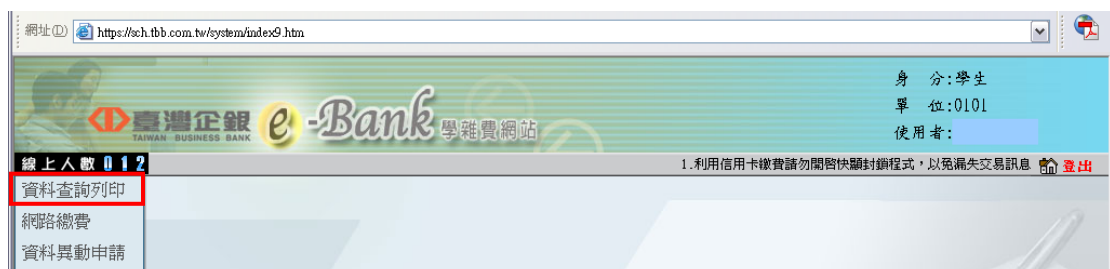 網址(D) https://sch.tbb.com.tw/system/index9.htm
身 分:學生
單 位:0101
使用者:
臺灣企銀 e-Bank 學雜費網站
TAIWAN BUSINESS BANK
線上人數 012
1.利用信用卡繳費請勿開啓快顯封鎖程式，以免漏失交易訊息 登出
資料查詢列印
網路繳費
資料異動申請